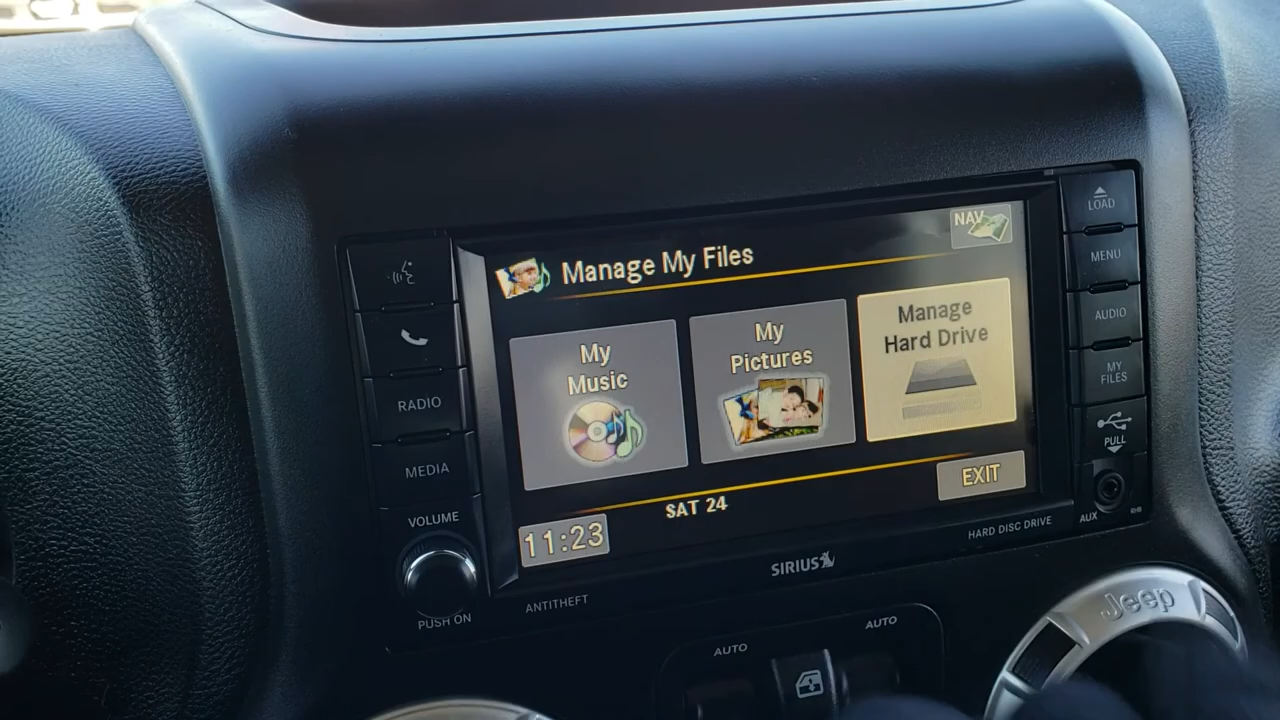 NAV
Manage My Files
My
Music
My
Pictures
Manage
Hard Drive
EXIT
SAT 24
11:23
RADIO
MEDIA
VOLUME
PUSH ON
LOAD
MENU
AUDIO
MY
FILES
PULL
AUX
RHB
HARD DISC DRIVE
SIRIUS
ANTITHEFT
AUTO
AUTO
Jeep